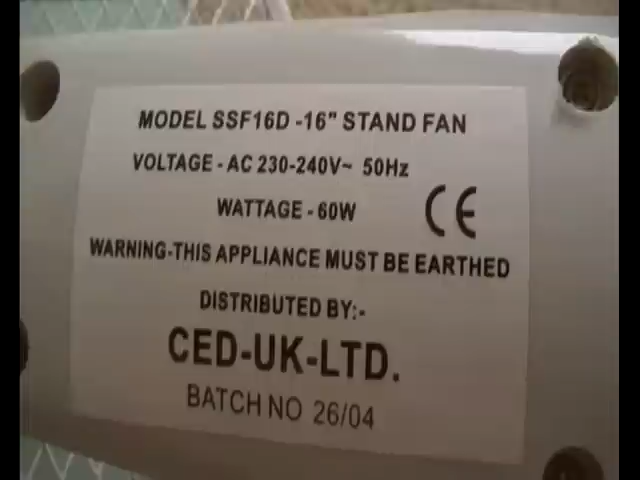 MODEL SSF16D -16" STAND FAN
VOLTAGE - AC 230-240V~ 50Hz
WATTAGE - 60W
CE
WARNING-THIS APPLIANCE MUST BE EARTHED
DISTRIBUTED BY:-
CED-UK-LTD.
BATCH NO 26/04